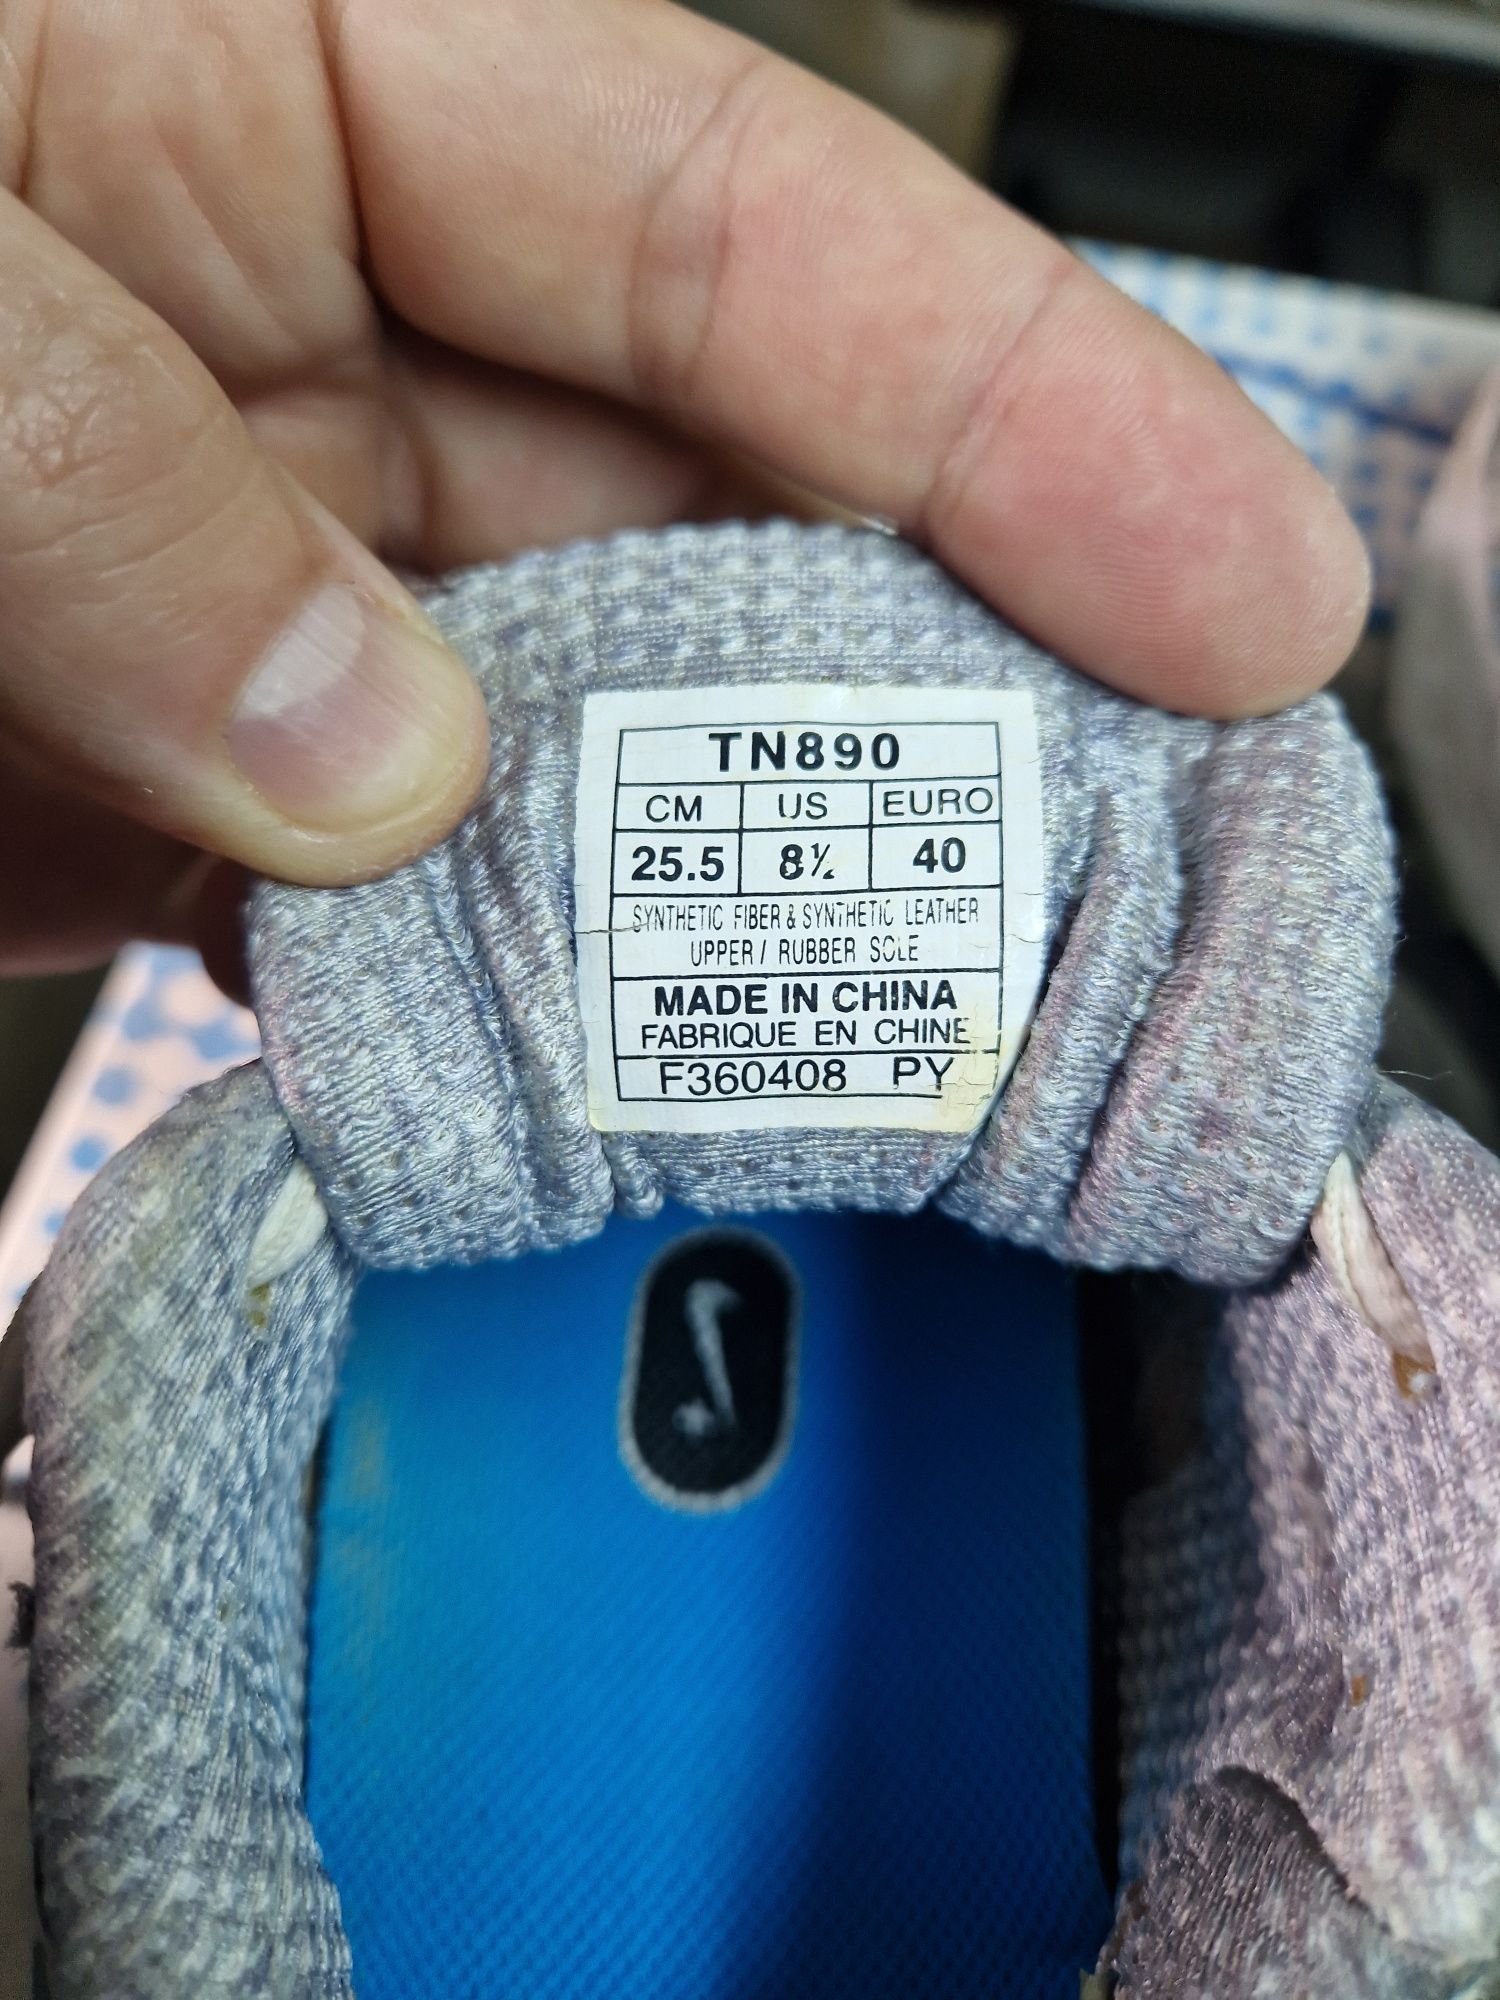 TN890
CM US EURO
25.5 8½ 40
SYNTHETIC FIBER & SYNTHETIC LEATHER
UPPER / RUBBER SOLE
MADE IN CHINA
FABRIQUE EN CHINE
F360408 PY